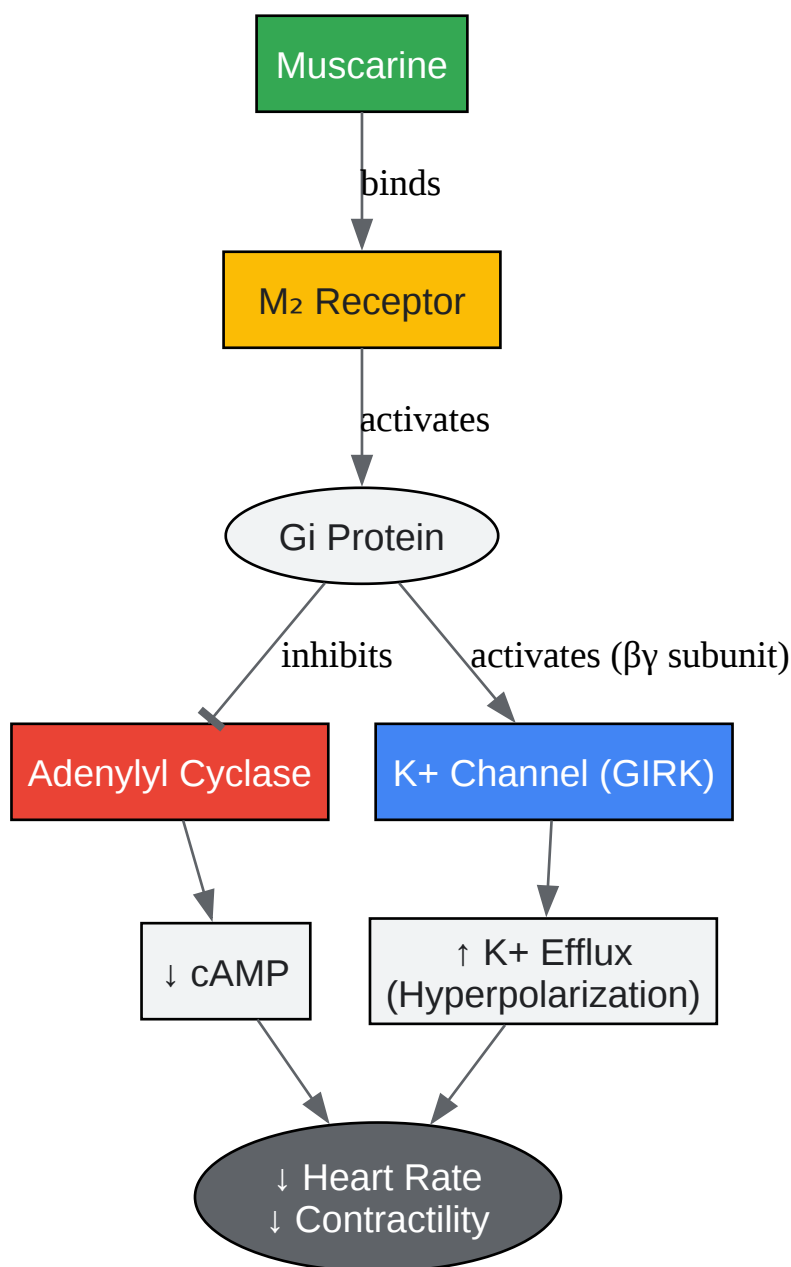 Muscarine
binds
M₂ Receptor
activates
Gi Protein
inhibits
activates (βγ subunit)
Adenylyl Cyclase
K+ Channel (GIRK)
↓ cAMP
↑ K+ Efflux
(Hyperpolarization)
↓ Heart Rate
↓ Contractility